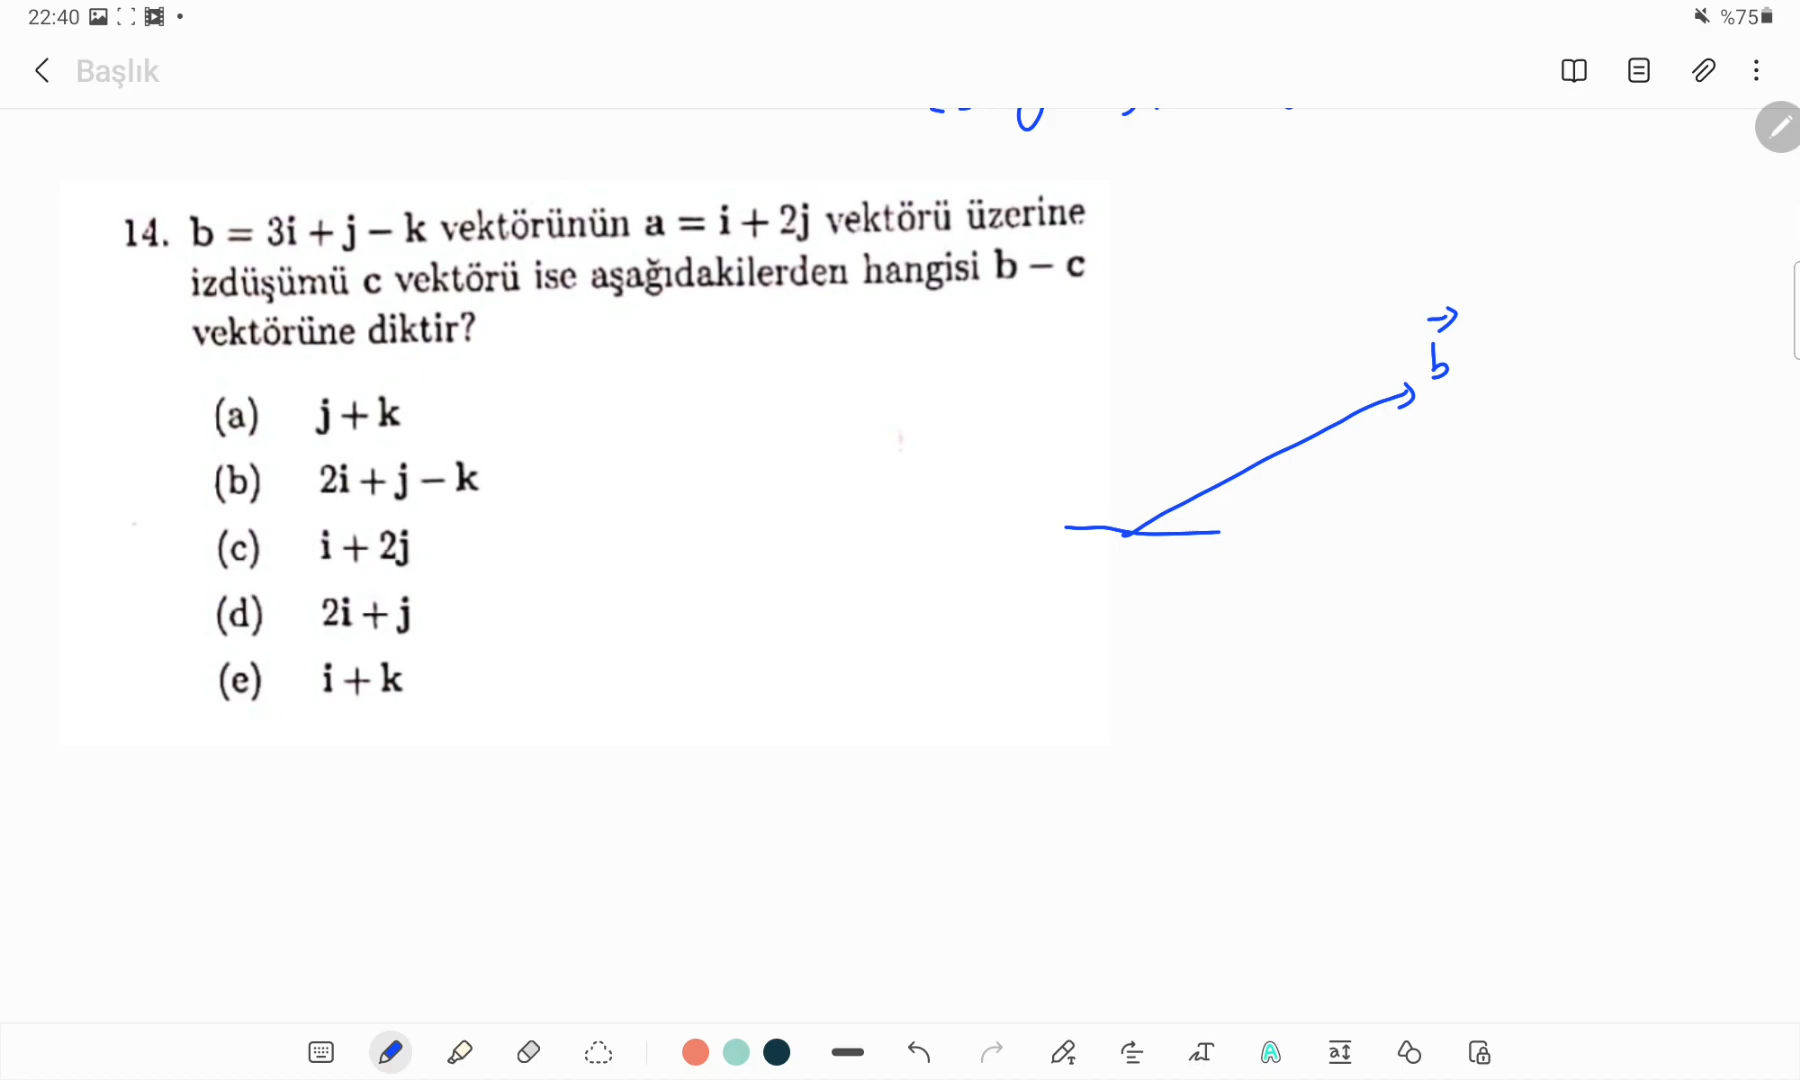 22:40
%75
Başlık
14. b = 3i + j − k vektörünün a = i + 2j vektörü üzerine
izdüşümü c vektörü ise aşağıdakilerden hangisi b − c
vektörüne diktir?
(a) j + k
(b) 2i + j − k
(c) i + 2j
(d) 2i + j
(e) i + k
b